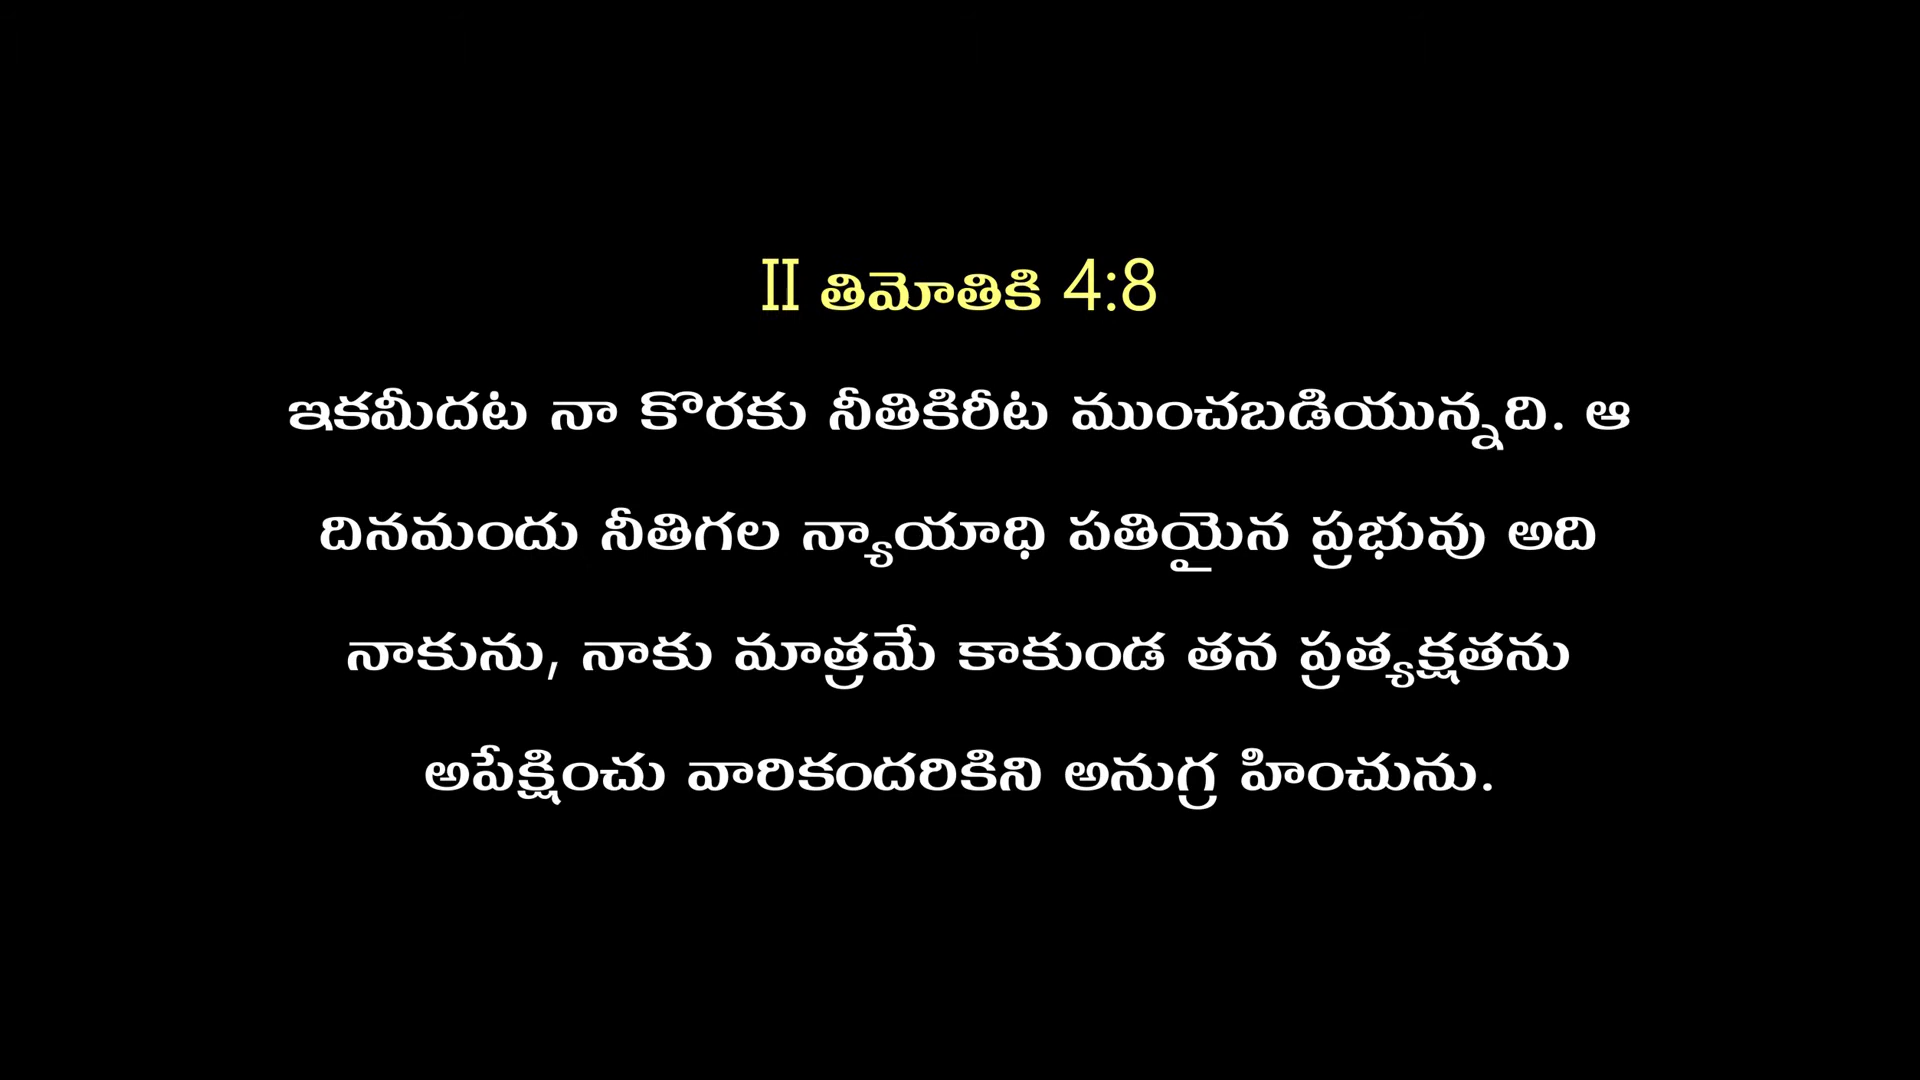 II తిమోతికి 4:8
ఇకమీదట నా కొరకు నీతికిరీట ముంచబడియున్నది. ఆ
దినమందు నీతిగల న్యాయాధి పతియైన ప్రభువు అది
నాకును, నాకు మాత్రమే కాకుండ తన ప్రత్యక్షతను
అపేక్షించు వారికందరికిని అనుగ్ర హించును.